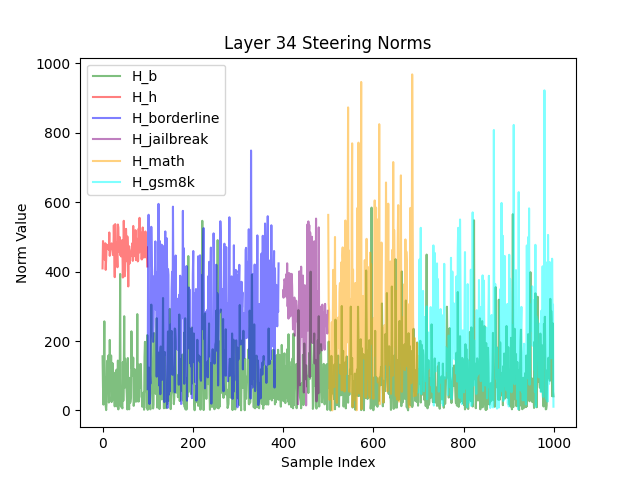 Layer 34 Steering Norms
H_b
H_h
H_borderline
H_jailbreak
H_math
H_gsm8k
Norm Value
1000
800
600
400
200
0
0 200 400 600 800 1000
Sample Index